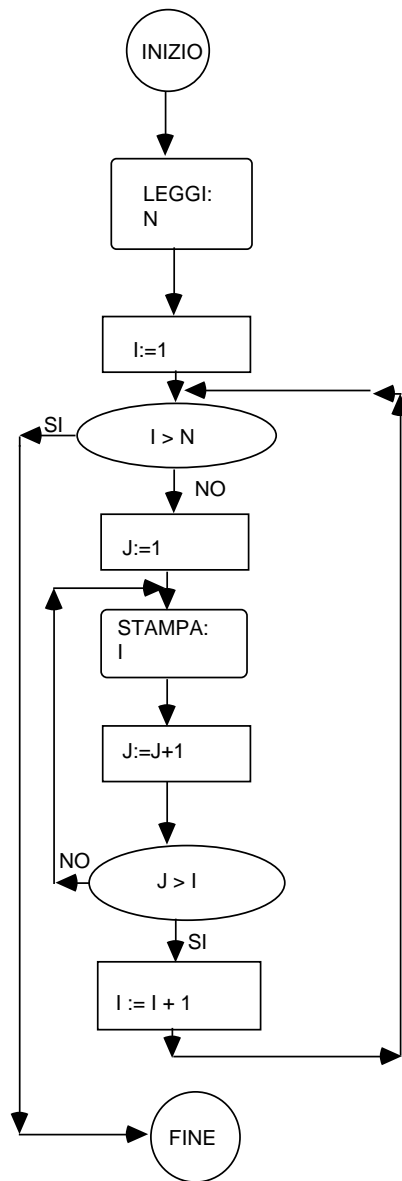 INIZIO
LEGGI:
N
I:=1
SI
I > N
NO
J:=1
STAMPA:
I
J:=J+1
NO
J > I
SI
I := I + 1
FINE